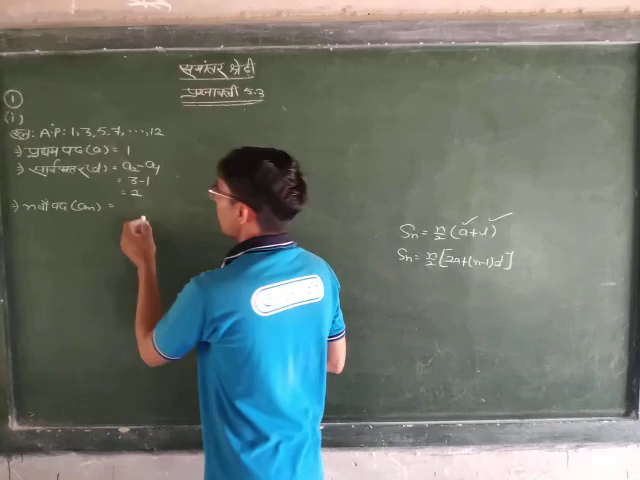 समांतर श्रेढ़ी
प्रश्नावली 5.3
①
(i)
हल: A.P: 1, 3, 5, 7, ..., 12
⇒ प्रथम पद (a) = 1
⇒ सार्वअंतर (d) = a₂ - a₁
= 3-1
= 2
⇒ nवाँ पद (an) =
Sn = n/2 (a+l)
Sn = n/2 [2a+(n-1)d]